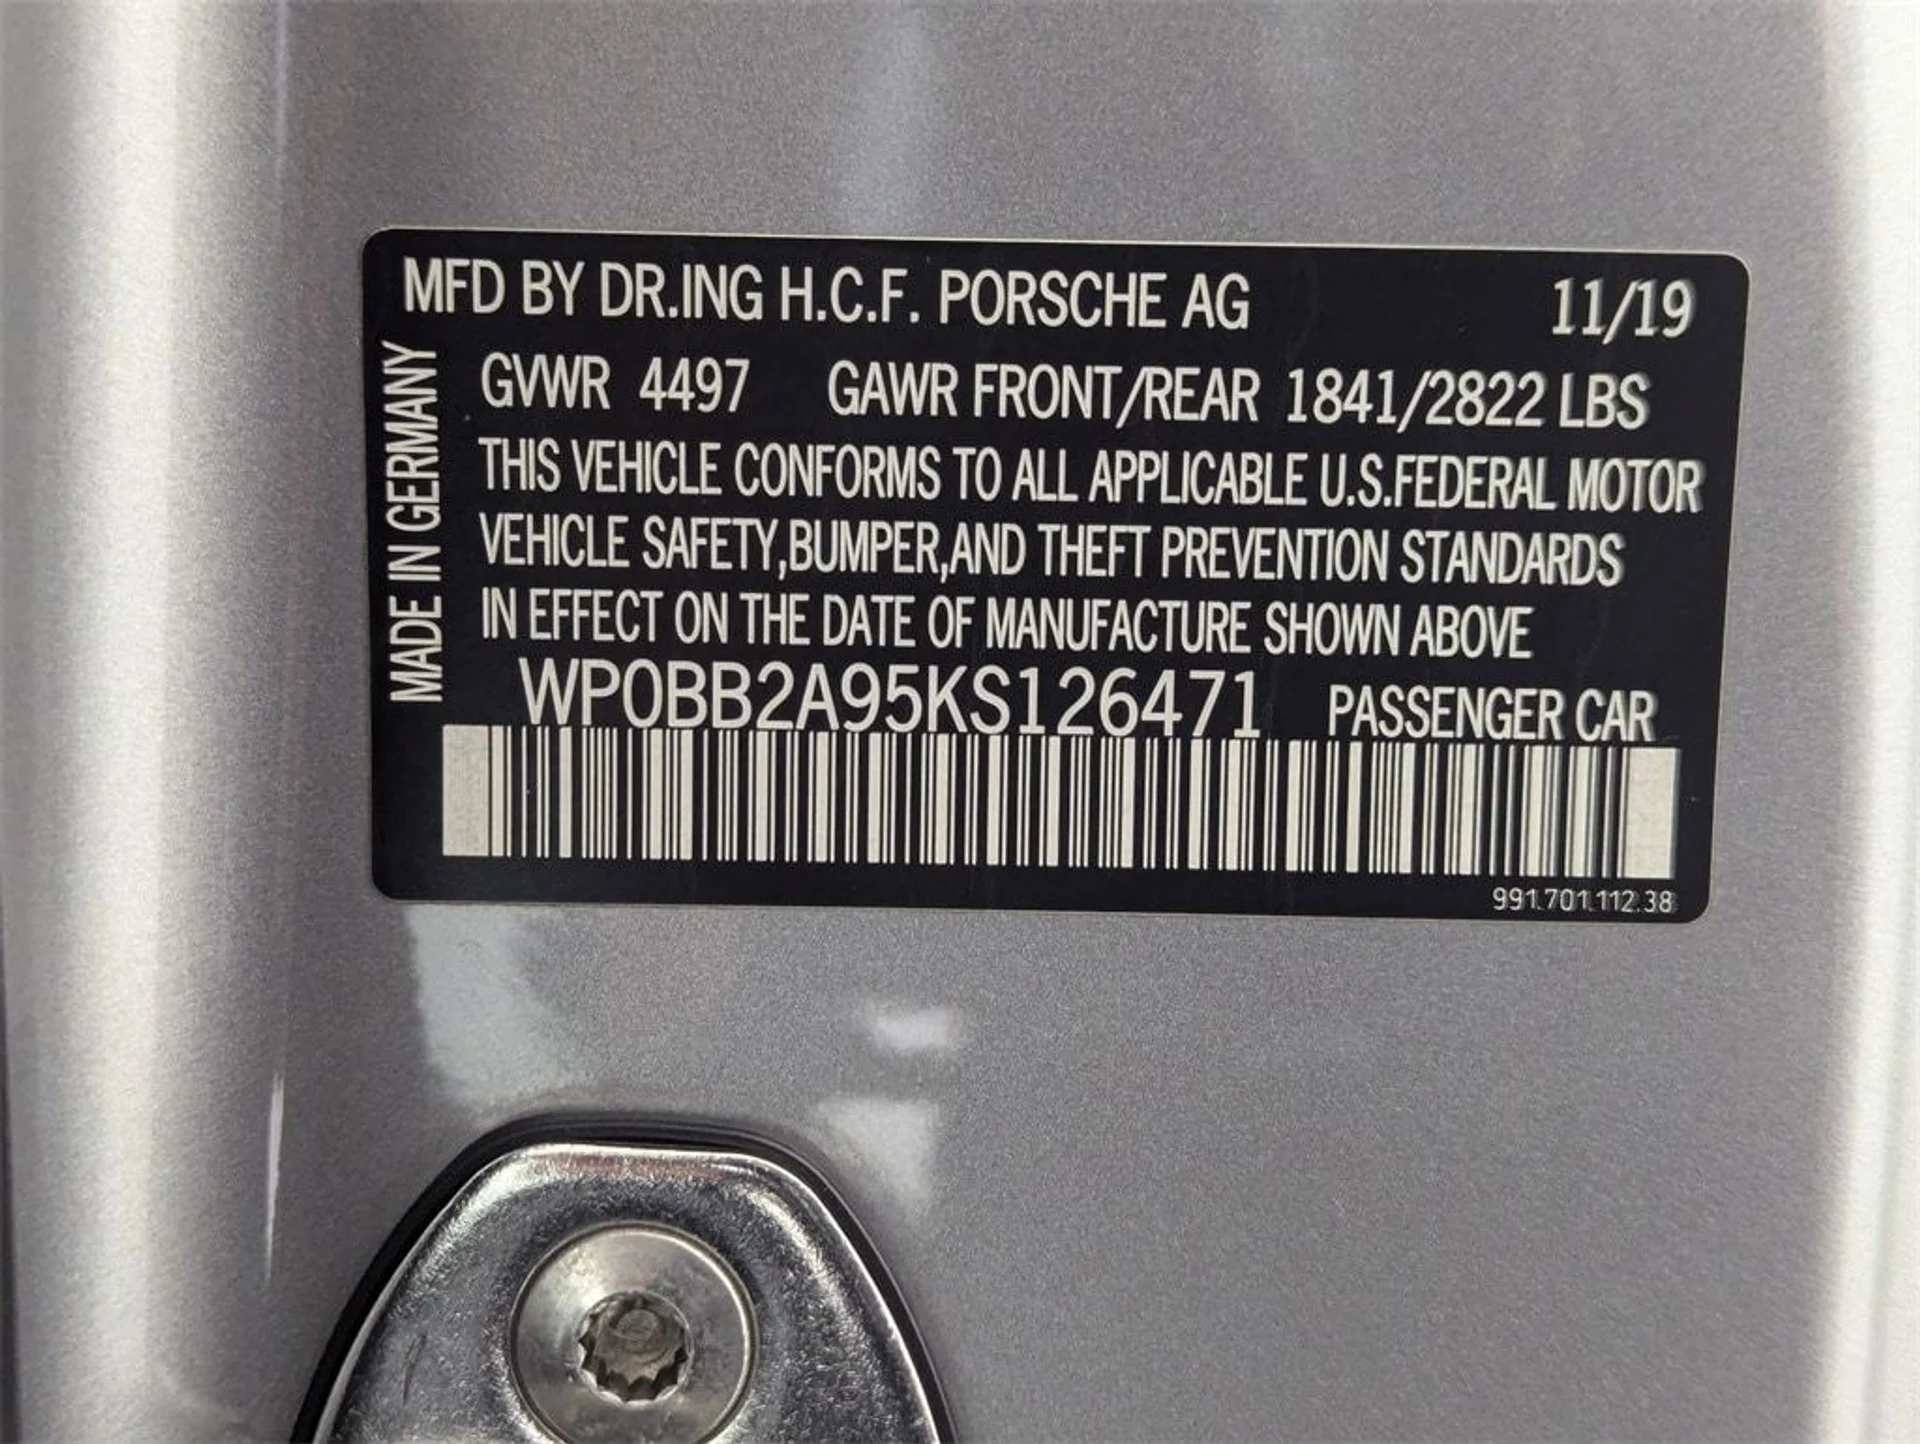 MFD BY DR.ING H.C.F. PORSCHE AG 11/19
MADE IN GERMANY
GVWR 4497 GAWR FRONT/REAR 1841/2822 LBS
THIS VEHICLE CONFORMS TO ALL APPLICABLE U.S.FEDERAL MOTOR
VEHICLE SAFETY,BUMPER,AND THEFT PREVENTION STANDARDS
IN EFFECT ON THE DATE OF MANUFACTURE SHOWN ABOVE
WP0BB2A95KS126471 PASSENGER CAR
991.701.112.38